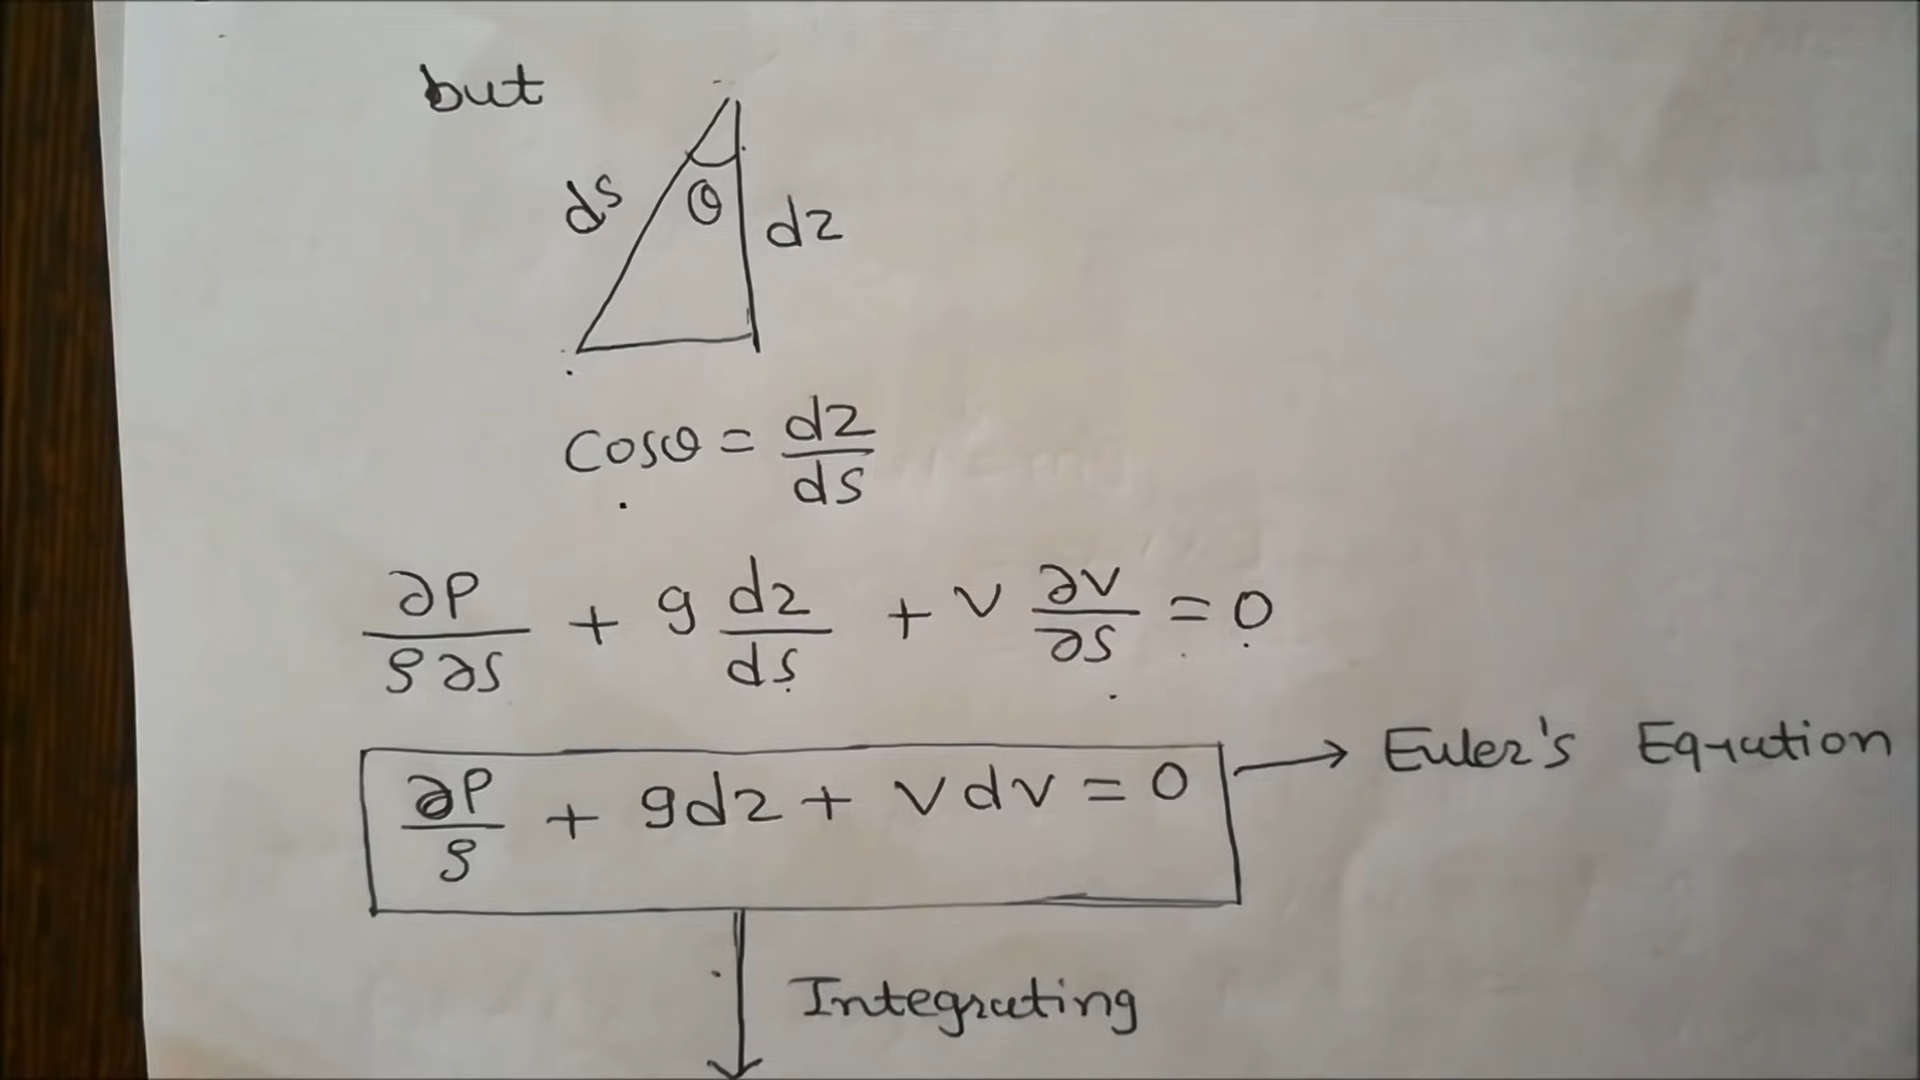 but
ds
θ
dz
cosθ = dz/ds
∂P/ρ∂s + g dz/ds + v ∂v/∂s = 0
∂P/ρ + gdz + vdv = 0 → Euler's Equation
Integrating